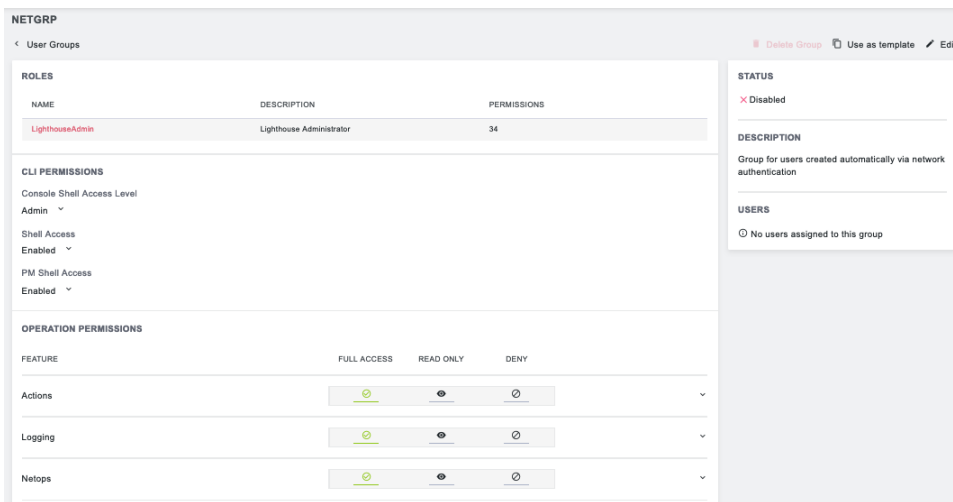 NETGRP
User Groups
Delete Group Use as template Edi
ROLES
NAME DESCRIPTION PERMISSIONS
LighthouseAdmin Lighthouse Administrator 34
CLI PERMISSIONS
Console Shell Access Level
Admin
Shell Access
Enabled
PM Shell Access
Enabled
OPERATION PERMISSIONS
FEATURE FULL ACCESS READ ONLY DENY
Actions
Logging
Netops
STATUS
Disabled
DESCRIPTION
Group for users created automatically via network
authentication
USERS
No users assigned to this group